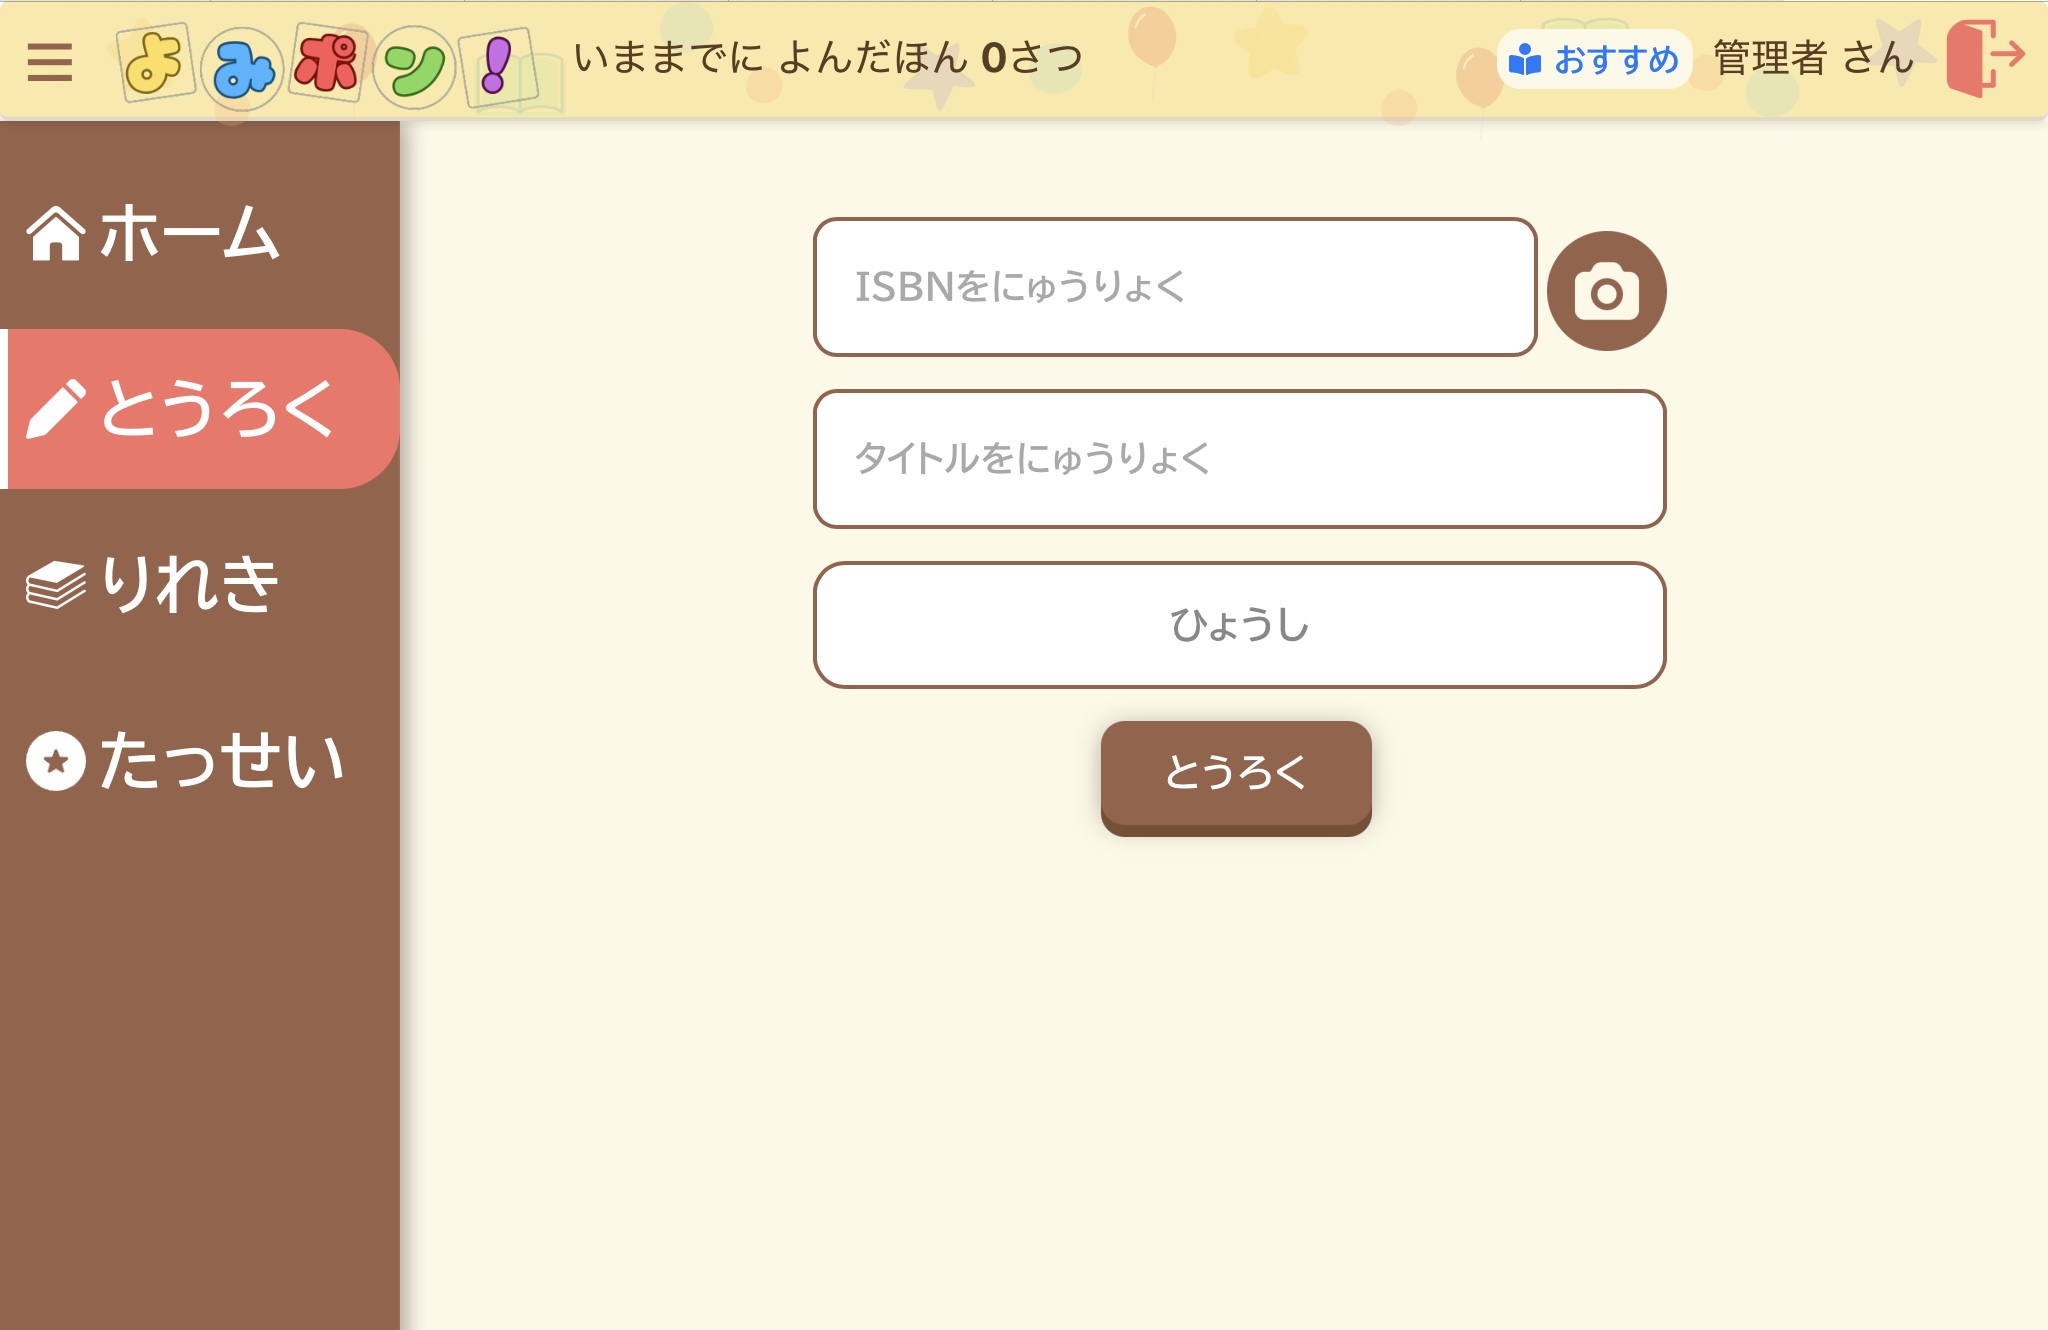 よみポン!
いままでに よんだほん 0さつ
おすすめ
管理者 さん
ホーム
とうろく
りれき
たっせい
ISBNをにゅうりょく
タイトルをにゅうりょく
ひょうし
とうろく